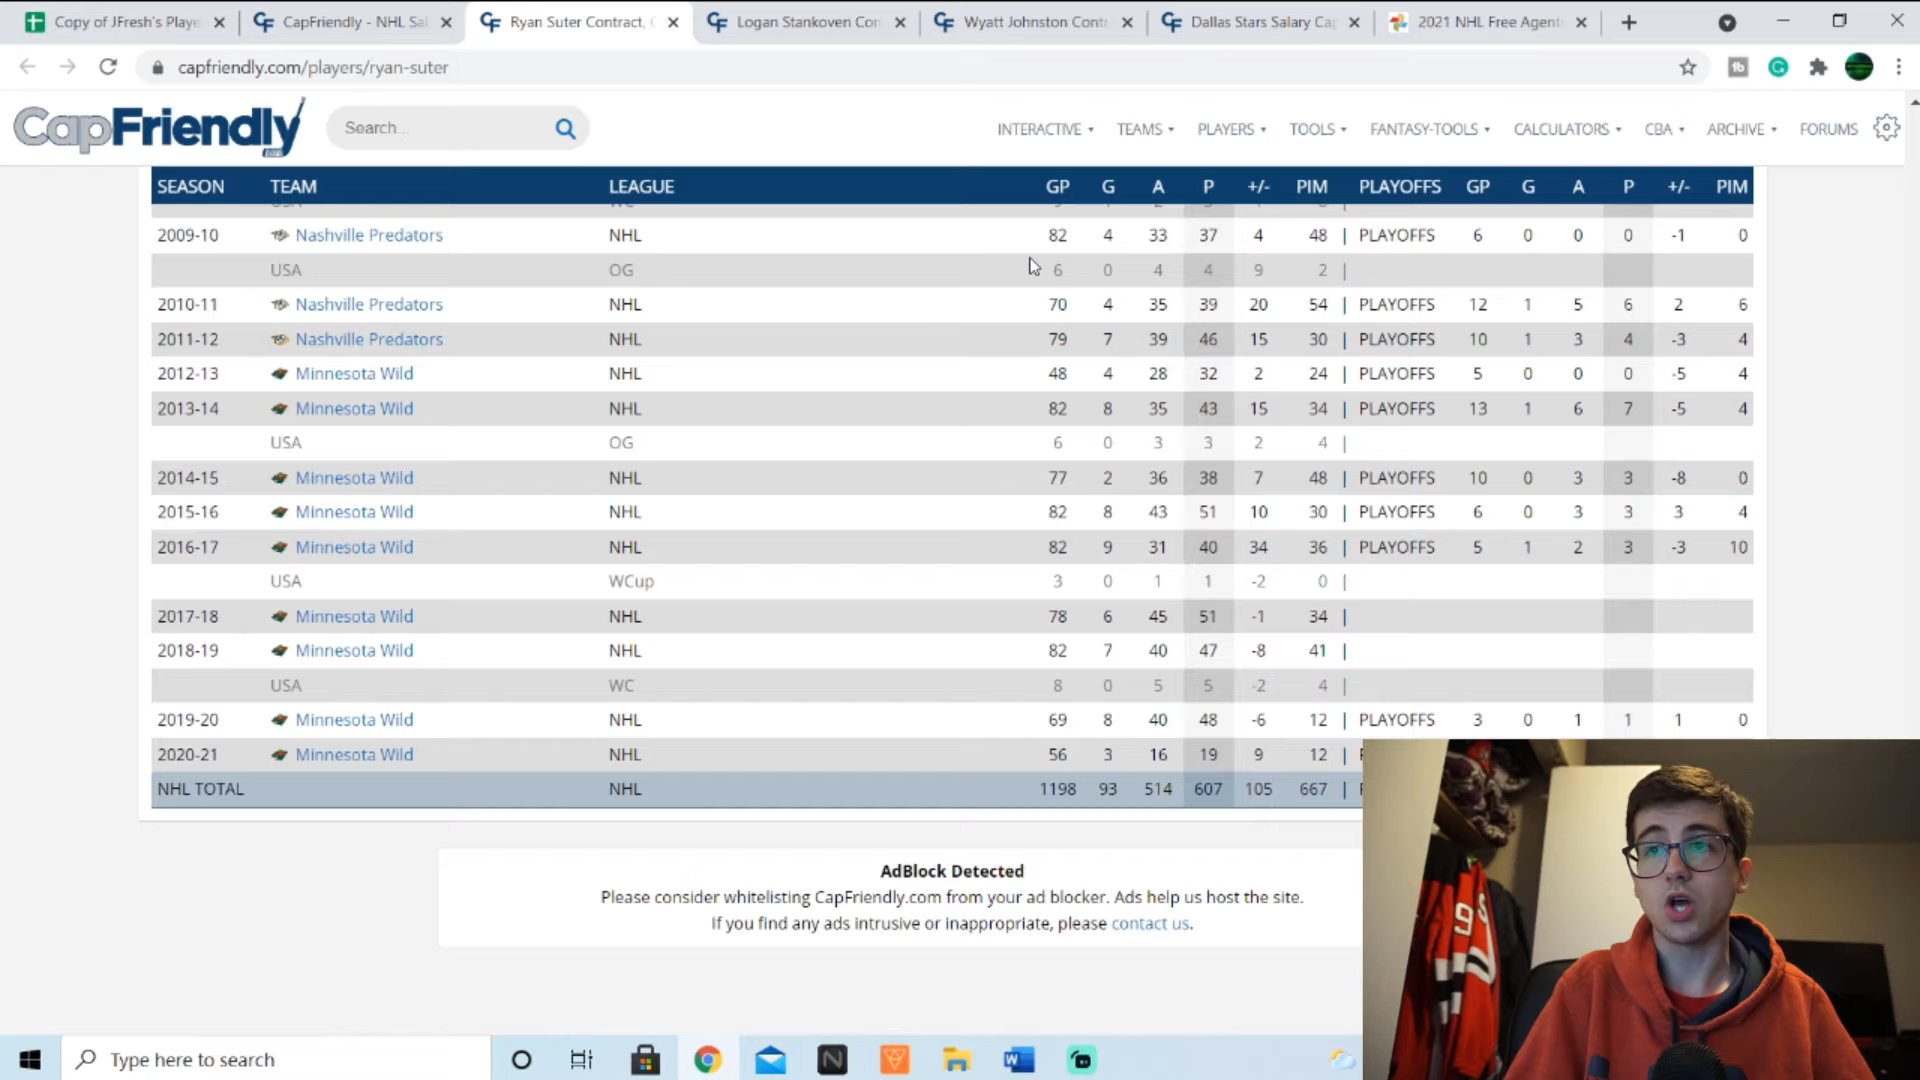 Copy of JFresh's Playe
CapFriendly - NHL Sal
Ryan Suter Contract, C
Logan Stankoven Con
Wyatt Johnston Contr
Dallas Stars Salary Cap
2021 NHL Free Agent
capfriendly.com/players/ryan-suter
CapFriendly
Search...
INTERACTIVE TEAMS PLAYERS TOOLS FANTASY-TOOLS CALCULATORS CBA ARCHIVE FORUMS
SEASON TEAM LEAGUE GP G A P +/- PIM PLAYOFFS GP G A P +/- PIM
2009-10 Nashville Predators NHL 82 4 33 37 4 48 | PLAYOFFS 6 0 0 0 -1 0
USA OG 6 0 4 4 9 2 |
2010-11 Nashville Predators NHL 70 4 35 39 20 54 | PLAYOFFS 12 1 5 6 2 6
2011-12 Nashville Predators NHL 79 7 39 46 15 30 | PLAYOFFS 10 1 3 4 -3 4
2012-13 Minnesota Wild NHL 48 4 28 32 2 24 | PLAYOFFS 5 0 0 0 -5 4
2013-14 Minnesota Wild NHL 82 8 35 43 15 34 | PLAYOFFS 13 1 6 7 -5 4
USA OG 6 0 3 3 2 4 |
2014-15 Minnesota Wild NHL 77 2 36 38 7 48 | PLAYOFFS 10 0 3 3 -8 0
2015-16 Minnesota Wild NHL 82 8 43 51 10 30 | PLAYOFFS 6 0 3 3 3 4
2016-17 Minnesota Wild NHL 82 9 31 40 34 36 | PLAYOFFS 5 1 2 3 -3 10
USA WCup 3 0 1 1 -2 0 |
2017-18 Minnesota Wild NHL 78 6 45 51 -1 34 |
2018-19 Minnesota Wild NHL 82 7 40 47 -8 41 |
USA WC 8 0 5 5 -2 4 |
2019-20 Minnesota Wild NHL 69 8 40 48 -6 12 | PLAYOFFS 3 0 1 1 1 0
2020-21 Minnesota Wild NHL 56 3 16 19 9 12 |
NHL TOTAL NHL 1198 93 514 607 105 667 |
AdBlock Detected
Please consider whitelisting CapFriendly.com from your ad blocker. Ads help us host the site.
If you find any ads intrusive or inappropriate, please contact us.
Type here to search